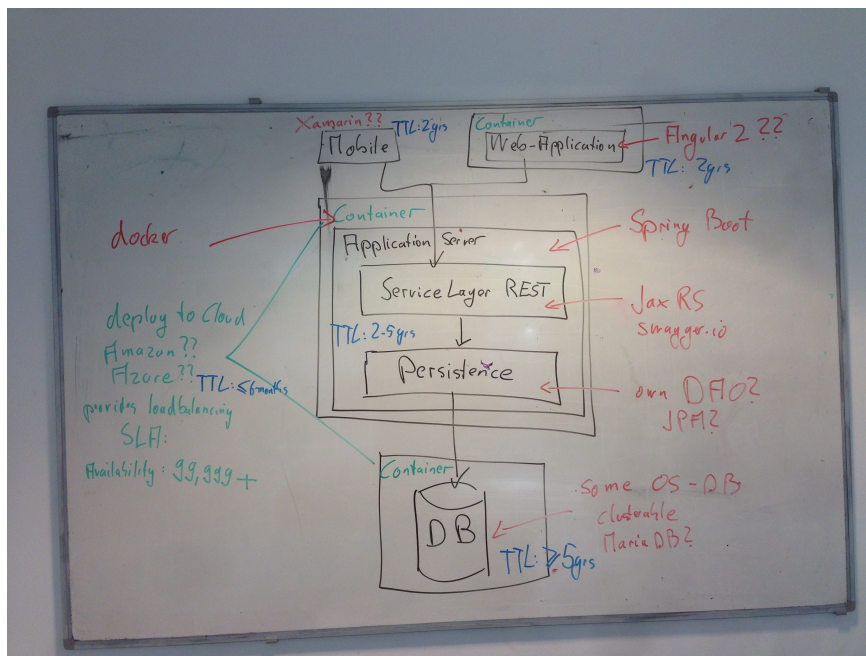 Xamarin??
Mobile
TTL: 2yrs
Container
Web-Application
Angular 2 ??
TTL: 2yrs
docker
Container
Application Server
Spring Boot
Service Layer REST
Jax RS
swagger.io
TTL: 2-5yrs
Persistence
own DAO?
JPA?
deploy to Cloud
Amazon??
Azure??
TTL: ≤6months
provides loadbalancing
SLA:
Availability: 99,999+
Container
DB
TTL: ≥5yrs
Some OS-DB
clusterable
MariaDB?